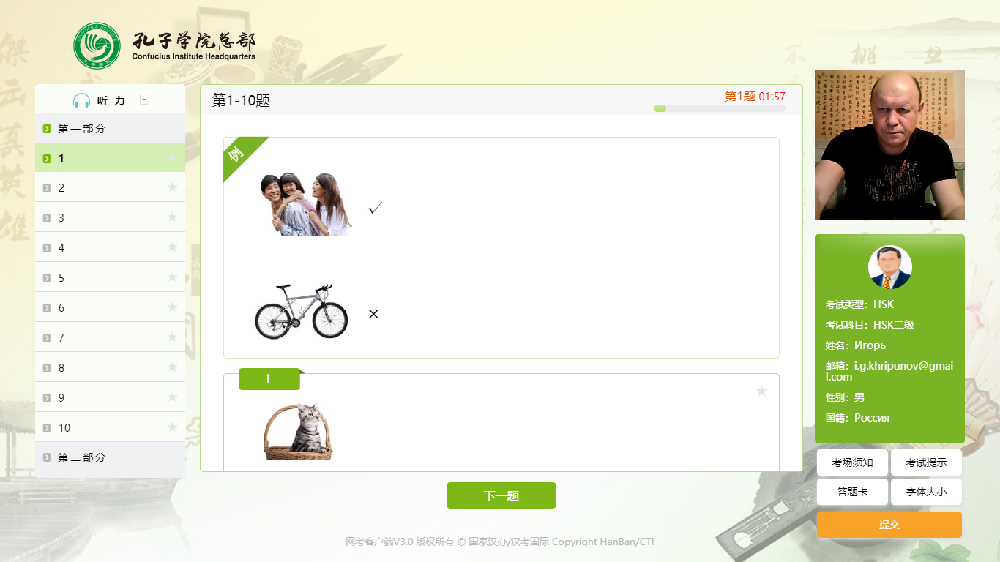 孔子学院总部
Confucius Institute Headquarters
听 力
第一部分
1
2
3
4
5
6
7
8
9
10
第二部分
第1-10题
第1题 01:57
例
✓
×
1
下一题
考试类型：HSK
考试科目：HSK二级
姓名：Игорь
邮箱：i.g.khripunov@gmai
l.com
性别：男
国籍：Россия
考场须知
考试提示
答题卡
字体大小
提交
网考客户端V3.0 版权所有 © 国家汉办/汉考国际 Copyright HanBan/CTI